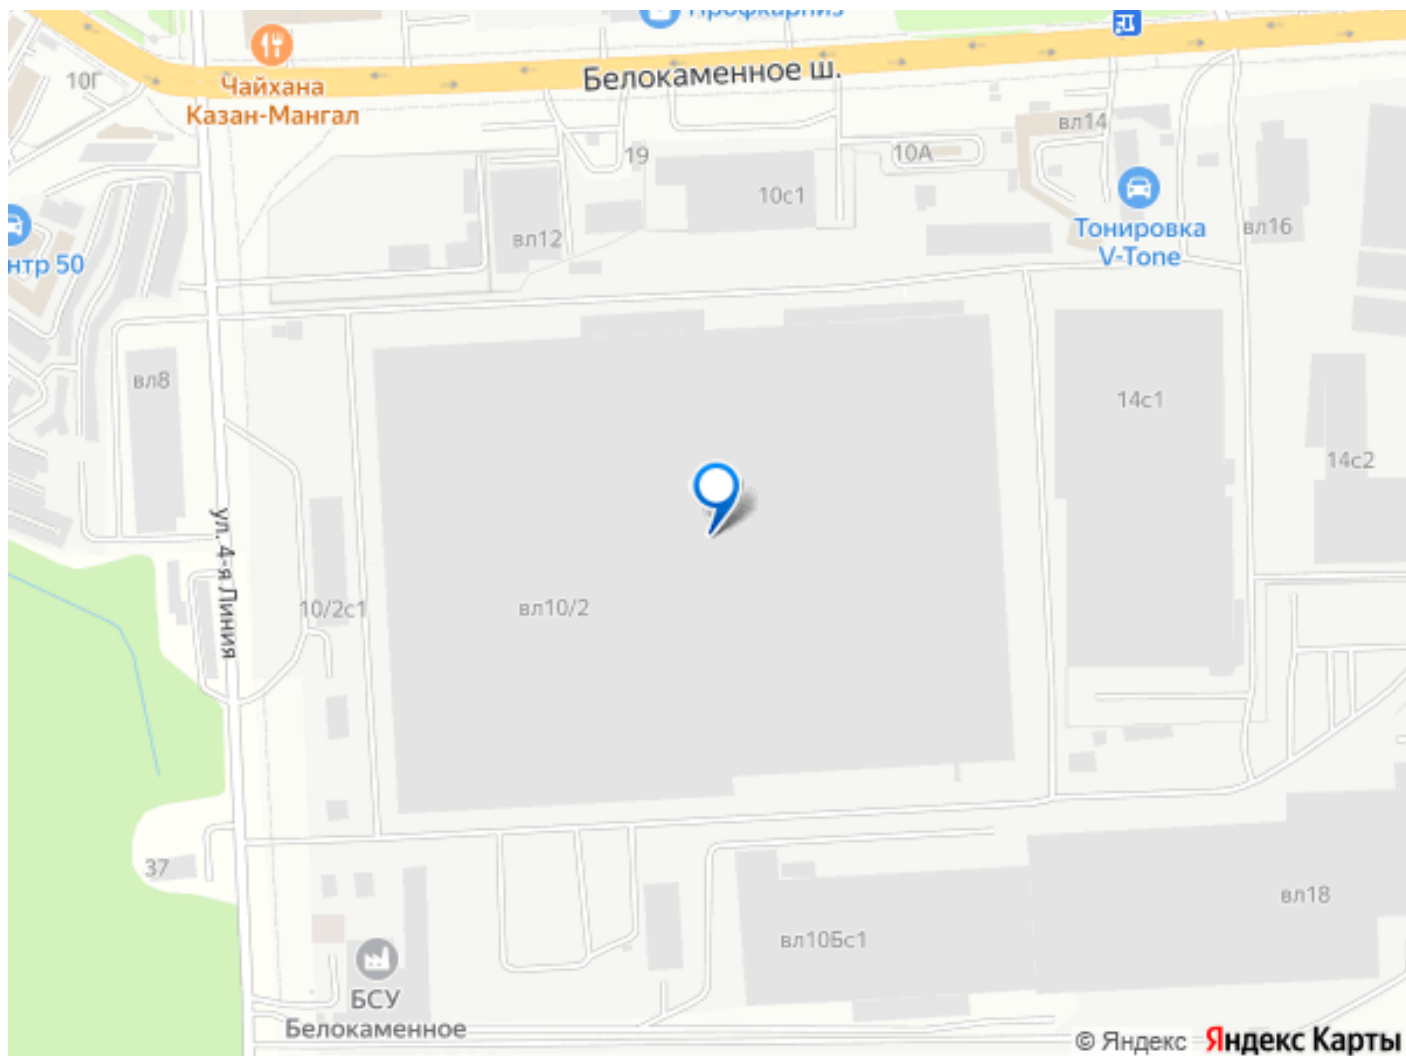 Профкарниз
Белокаменное ш.
10Г
Чайхана
Казан-Мангал
вл14
19
10А
10с1
вл12
Тонировка
V-Tone
вл16
нтр 50
вл8
14с1
14с2
ул. 4-я Линия
10/2с1
вл10/2
37
вл18
вл10Бс1
БСУ
Белокаменное
© Яндекс Яндекс Карты